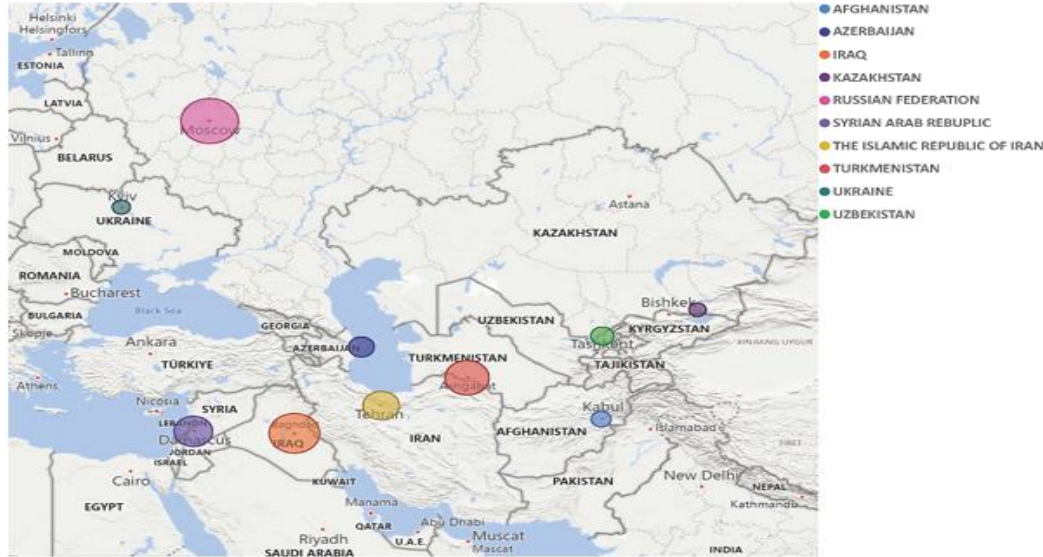 Helsinki
Helsingfors
Tallinn
ESTONIA
LATVIA
Vilnius
BELARUS
Moscow
Kyiv
UKRAINE
MOLDOVA
ROMANIA
Bucharest
BULGARIA
Skopje
Black Sea
GEORGIA
AZERBAIJAN
Ankara
TÜRKIYE
Athens
Nicosia
SYRIA
LEBANON
Damascus
JORDAN
ISRAEL
Cairo
EGYPT
Baghdad
IRAQ
KUWAIT
Manama
QATAR
Riyadh
SAUDI ARABIA
Abu Dhabi
U.A.E.
Muscat
Mascat
Tehran
IRAN
Astana
KAZAKHSTAN
UZBEKISTAN
TURKMENISTAN
Ashgabat
Bishkek
KYRGYZSTAN
Tashkent
TAJIKISTAN
XINJIANG UYGUR
Kabul
AFGHANISTAN
Islamabad
PAKISTAN
TIBET
New Delhi
NEPAL
Kathmandu
INDIA
AFGHANISTAN
AZERBAIJAN
IRAQ
KAZAKHSTAN
RUSSIAN FEDERATION
SYRIAN ARAB REBUPLIC
THE ISLAMIC REPUBLIC OF IRAN
TURKMENISTAN
UKRAINE
UZBEKISTAN